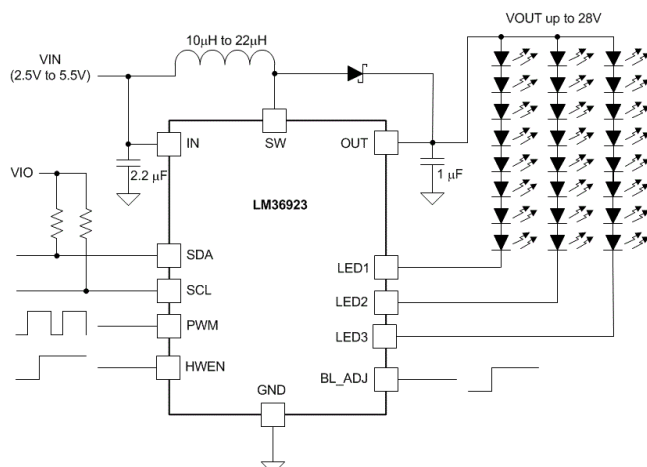 VOUT up to 28V
10μH to 22μH
VIN
(2.5V to 5.5V)
IN
SW
OUT
VIO
2.2 μF
1 μF
LM36923
SDA
LED1
SCL
LED2
PWM
LED3
HWEN
GND
BL_ADJ